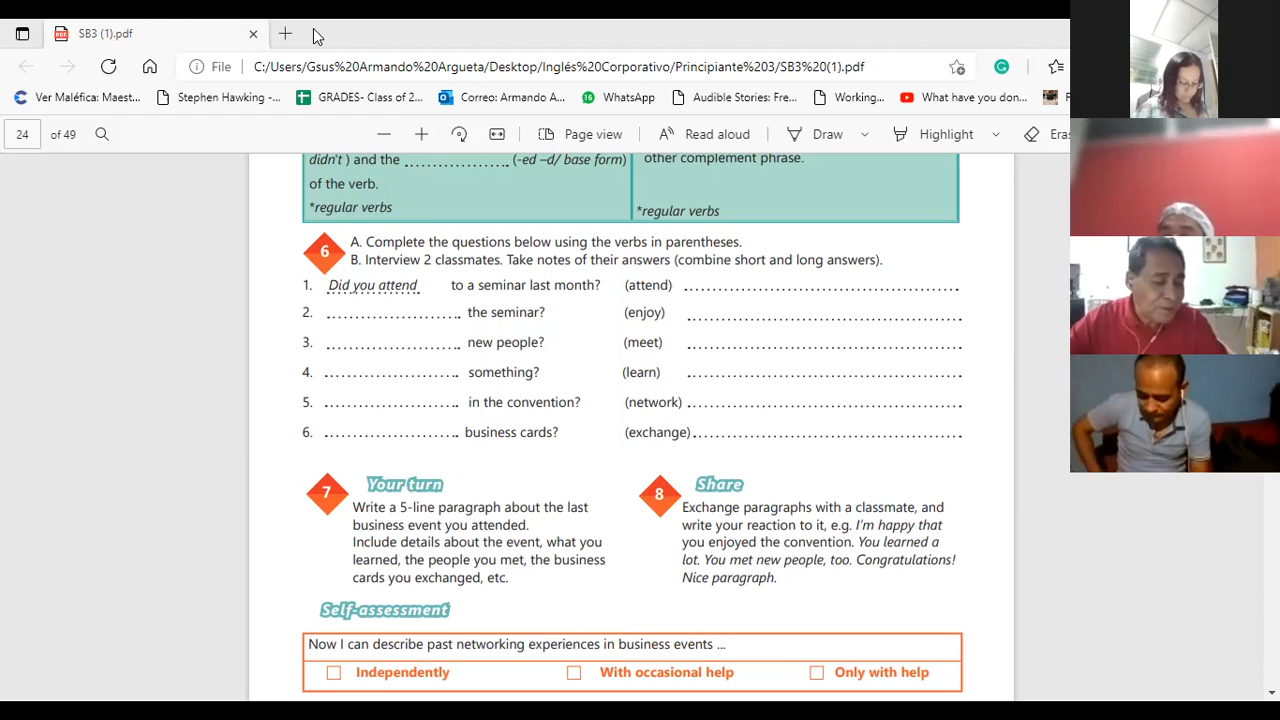 SB3 (1).pdf
File C:/Users/Gsus%20Armando%20Argueta/Desktop/Inglés%20Corporativo/Principiante%203/SB3%20(1).pdf
Ver Maléfica: Maest... Stephen Hawking -... GRADES- Class of 2... Correo: Armando A... WhatsApp Audible Stories: Fre... Working... What have you don...
24 of 49 Page view Read aloud Draw Highlight
didn't ) and the .................... (-ed –d/ base form)
of the verb.
*regular verbs
other complement phrase.
*regular verbs
6 A. Complete the questions below using the verbs in parentheses.
B. Interview 2 classmates. Take notes of their answers (combine short and long answers).
1. Did you attend to a seminar last month? (attend) ..................................................
2. .......................... the seminar? (enjoy) ..................................................
3. .......................... new people? (meet) ..................................................
4. .......................... something? (learn) ..................................................
5. .......................... in the convention? (network) ..................................................
6. .......................... business cards? (exchange) ..................................................
7 Your turn
Write a 5-line paragraph about the last
business event you attended.
Include details about the event, what you
learned, the people you met, the business
cards you exchanged, etc.
8 Share
Exchange paragraphs with a classmate, and
write your reaction to it, e.g. I'm happy that
you enjoyed the convention. You learned a
lot. You met new people, too. Congratulations!
Nice paragraph.
Self-assessment
Now I can describe past networking experiences in business events ...
Independently With occasional help Only with help